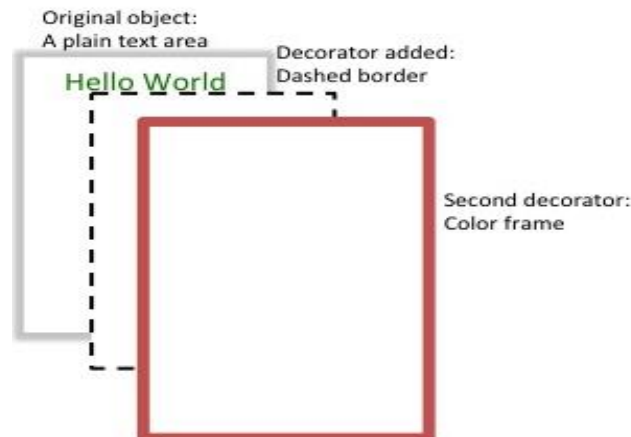 Original object:
A plain text area
Decorator added:
Dashed border
Hello World
Second decorator:
Color frame